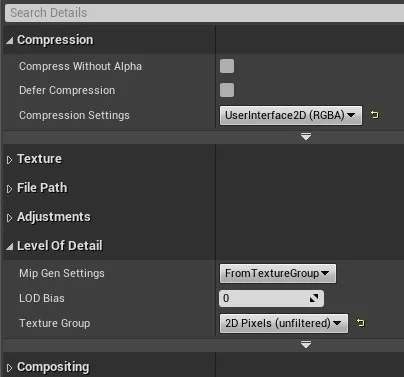 Search Details
Compression
Compress Without Alpha
Defer Compression
Compression Settings UserInterface2D (RGBA)
Texture
File Path
Adjustments
Level Of Detail
Mip Gen Settings FromTextureGroup
LOD Bias 0
Texture Group 2D Pixels (unfiltered)
Compositing